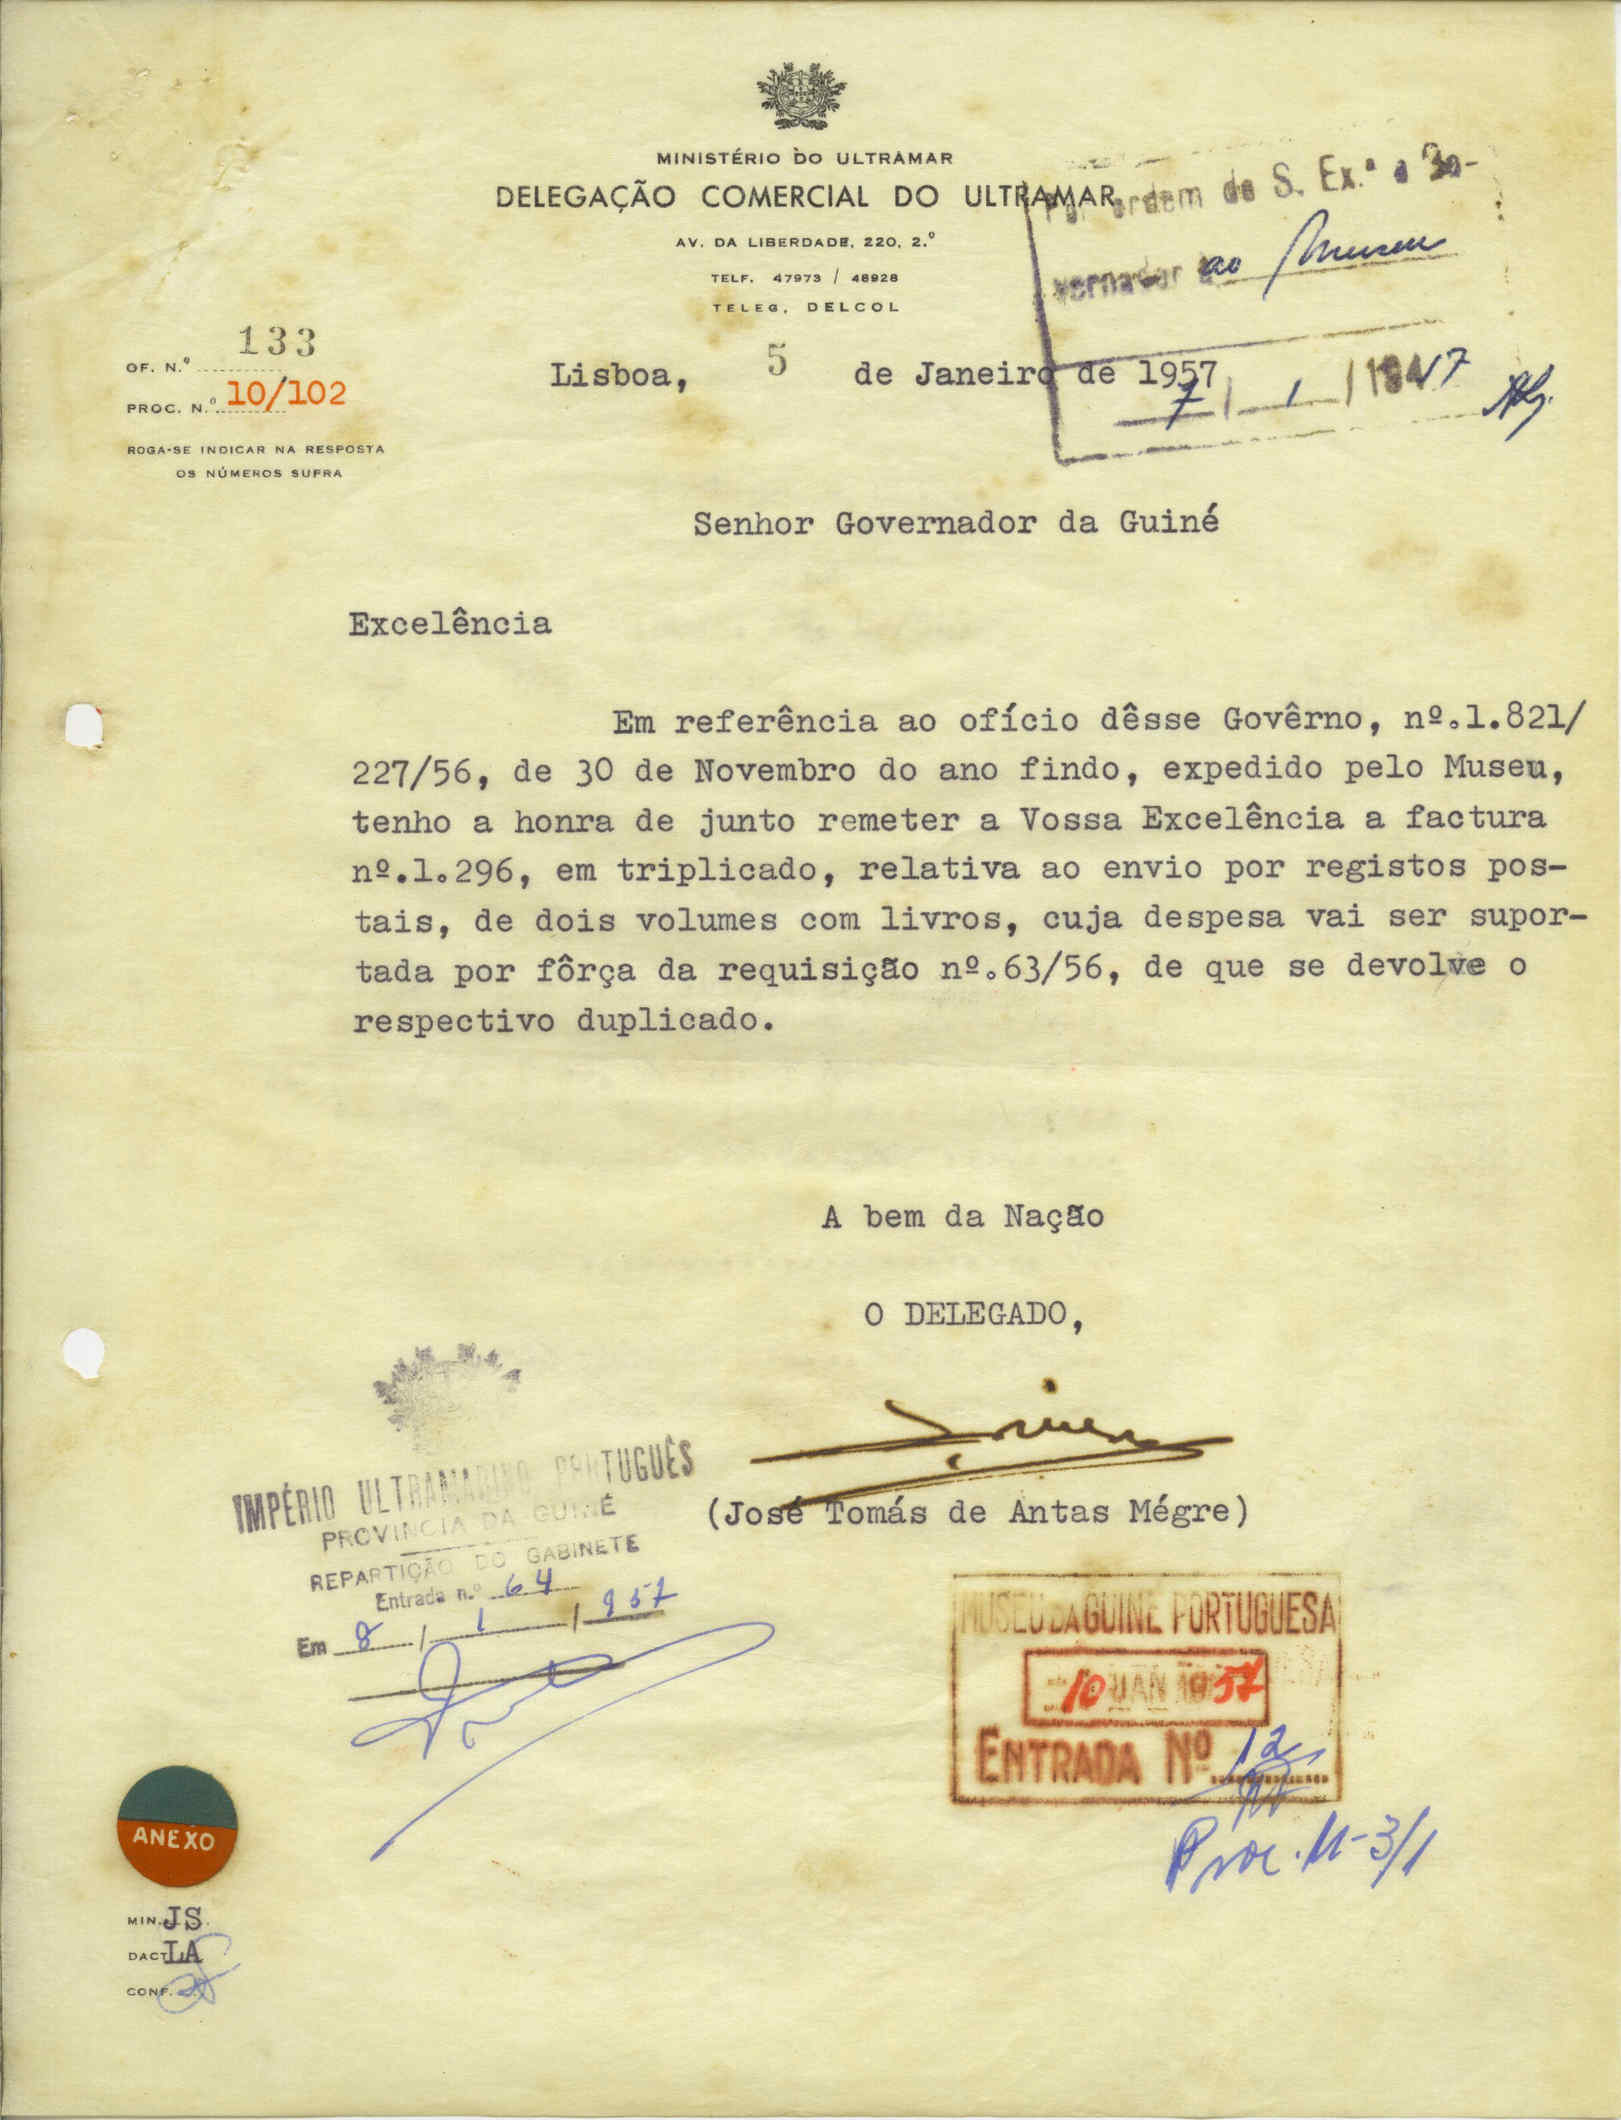 MINISTÉRIO DO ULTRAMAR
DELEGAÇÃO COMERCIAL DO ULTRAMAR
AV. DA LIBERDADE, 220, 2.º
TELF. 47973 / 48928
TELEG. DELCOL
Por ordem de S. Ex.ª o Go-
vernador ao Museu
7 / 1 / 19
OF. N.º 133
PROC. N.º 10/102
ROGA-SE INDICAR NA RESPOSTA
OS NÚMEROS SUPRA
Lisboa, 5 de Janeiro de 1957
Senhor Governador da Guiné
Excelência
Em referência ao ofício dêsse Govêrno, nº.1.821/
227/56, de 30 de Novembro do ano findo, expedido pelo Museu,
tenho a honra de junto remeter a Vossa Excelência a factura
nº.1.296, em triplicado, relativa ao envio por registos pos-
tais, de dois volumes com livros, cuja despesa vai ser supor-
tada por fôrça da requisição nº.63/56, de que se devolve o
respectivo duplicado.
A bem da Nação
O DELEGADO,
(José Tomás de Antas Mégre)
IMPÉRIO ULTRAMARINO PORTUGUÊS
PROVINCIA DA GUINÉ
REPARTIÇÃO DO GABINETE
Entrada n.º 64
Em 8 / 1 / 957
MUSEU DA GUINÉ PORTUGUESA
10 JAN 1957
ENTRADA Nº 12
Proc. M-3/1
ANEXO
MIN. JS
DACT. LA
CONF.